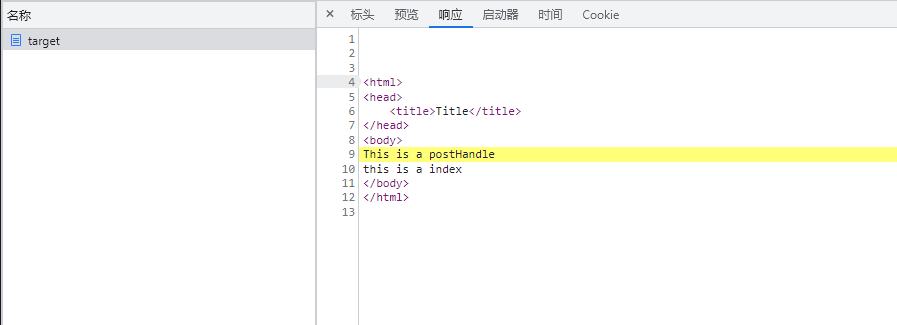 名称
× 标头 预览 响应 启动器 时间 Cookie
target
1
2
3
4 <html>
5 <head>
6     <title>Title</title>
7 </head>
8 <body>
9 This is a postHandle
10 this is a index
11 </body>
12 </html>
13